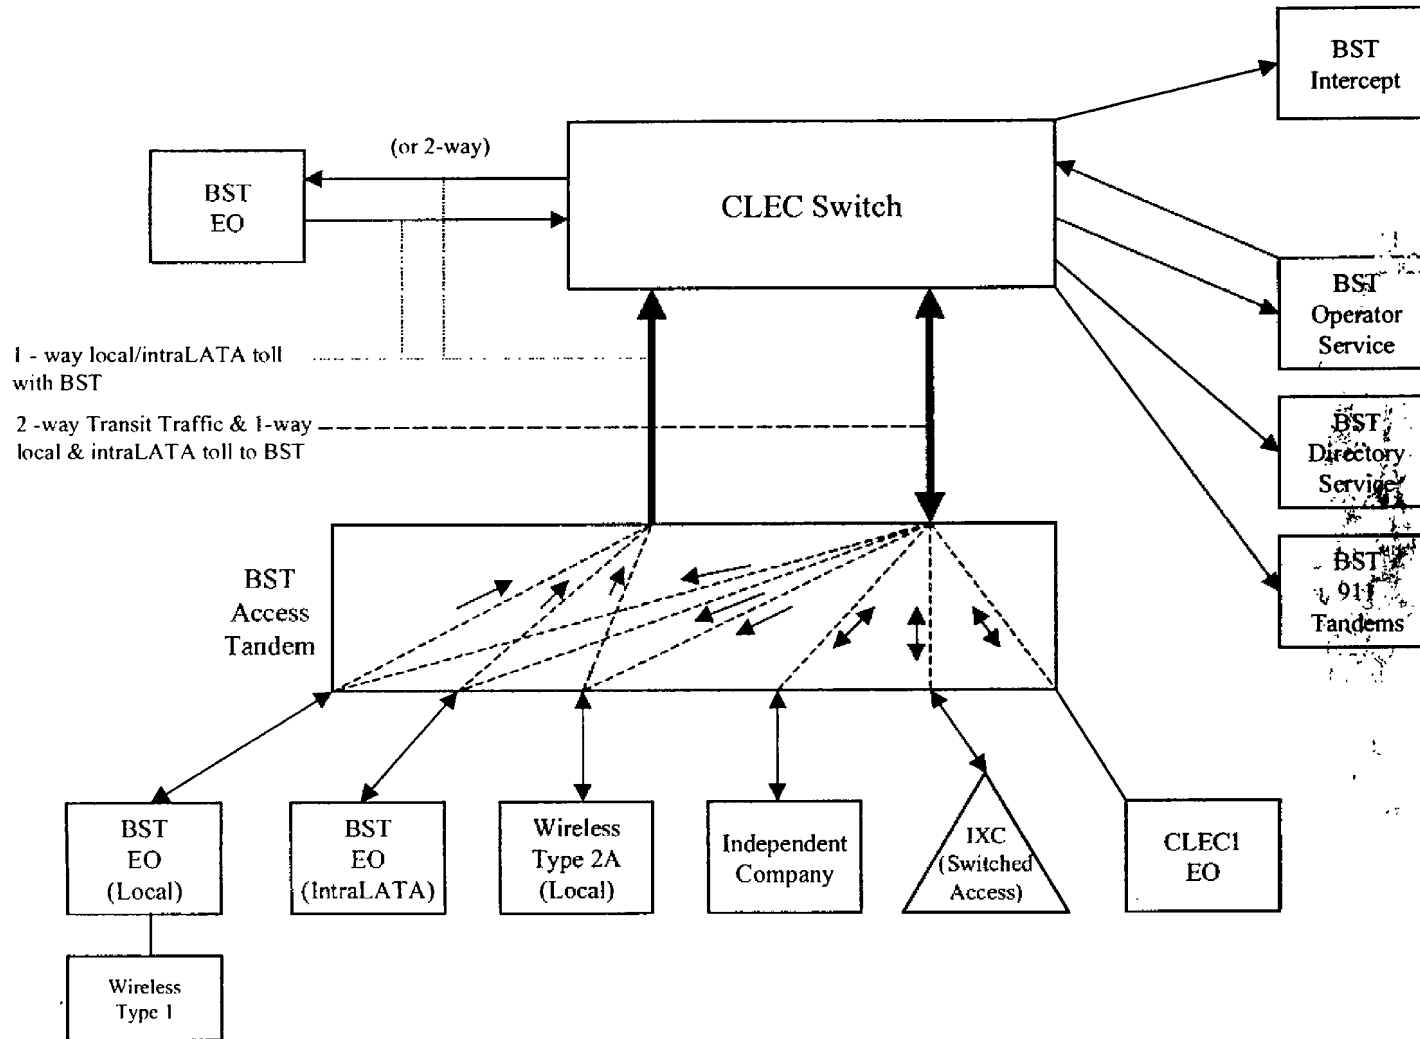 BST
Intercept
(or 2-way)
BST
EO
CLEC Switch
BST
Operator
Service
1 - way local/intraLATA toll
with BST
2 -way Transit Traffic & 1-way
local & intraLATA toll to BST
BST
Directory
Service
BST
911
Tandems
BST
Access
Tandem
BST
EO
(Local)
BST
EO
(IntraLATA)
Wireless
Type 2A
(Local)
Independent
Company
IXC
(Switched
Access)
CLEC1
EO
Wireless
Type 1